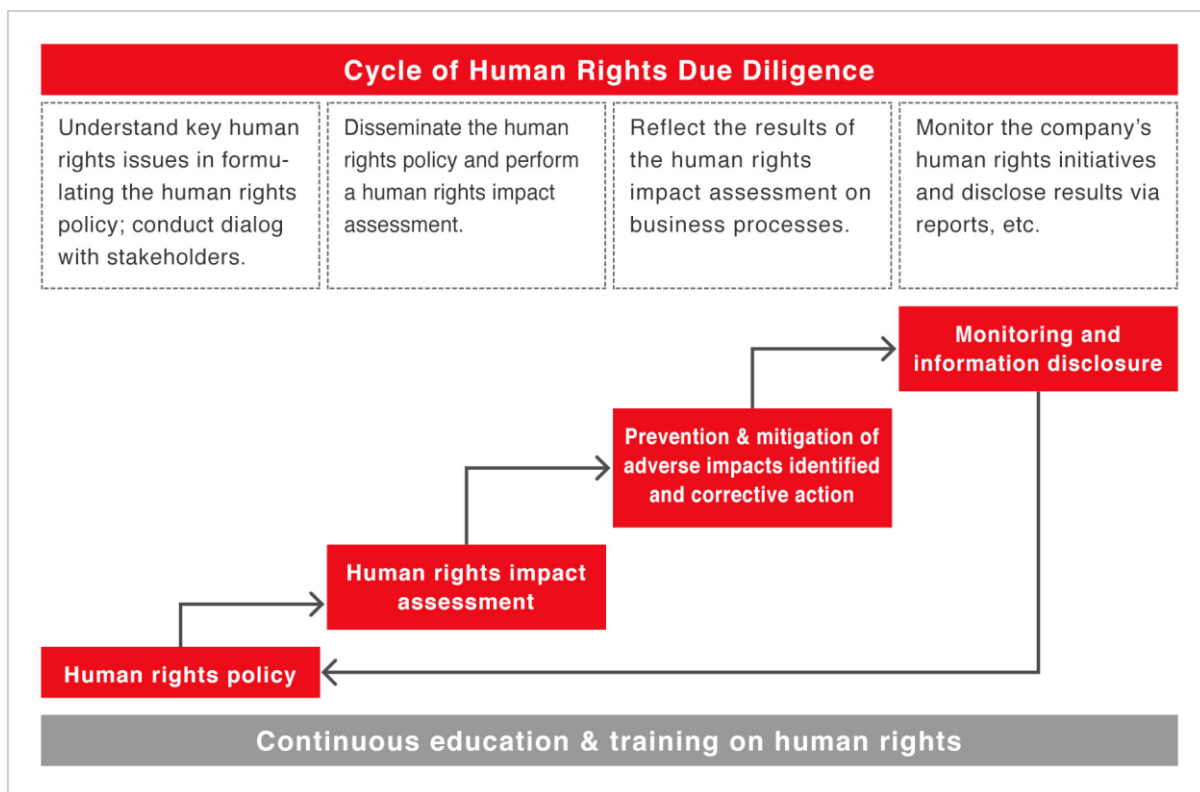 Cycle of Human Rights Due Diligence
Understand key human
rights issues in formu-
lating the human rights
policy; conduct dialog
with stakeholders.
Disseminate the human
rights policy and perform
a human rights impact
assessment.
Reflect the results of
the human rights
impact assessment on
business processes.
Monitor the company’s
human rights initiatives
and disclose results via
reports, etc.
Monitoring and
information disclosure
Prevention & mitigation of
adverse impacts identified
and corrective action
Human rights impact
assessment
Human rights policy
Continuous education & training on human rights